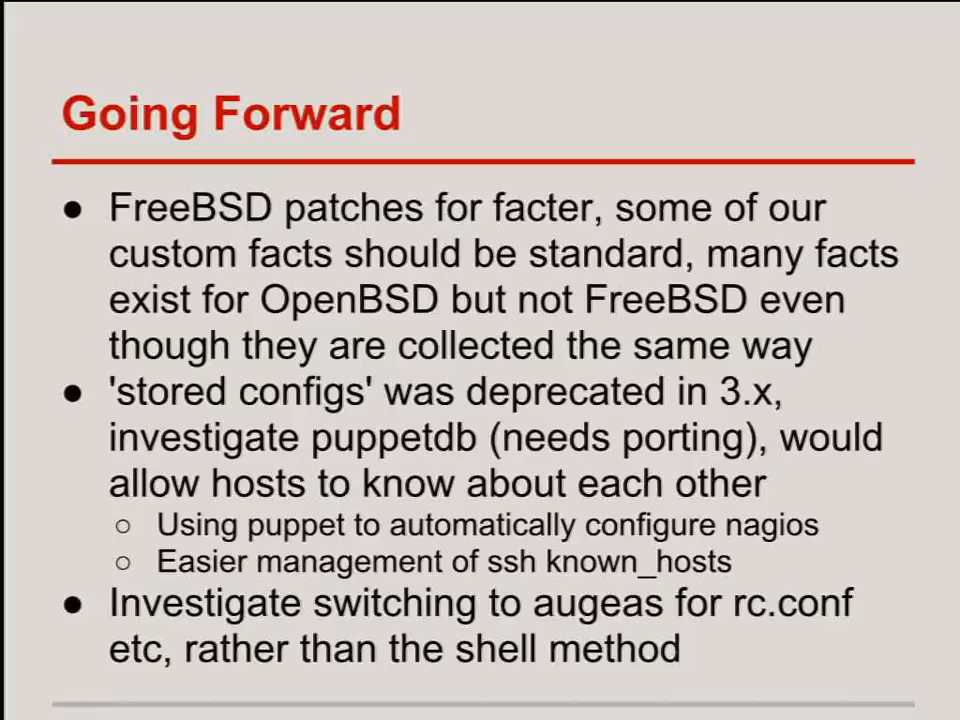 Going Forward
● FreeBSD patches for facter, some of our
custom facts should be standard, many facts
exist for OpenBSD but not FreeBSD even
though they are collected the same way
● 'stored configs' was deprecated in 3.x,
investigate puppetdb (needs porting), would
allow hosts to know about each other
○ Using puppet to automatically configure nagios
○ Easier management of ssh known_hosts
● Investigate switching to augeas for rc.conf
etc, rather than the shell method